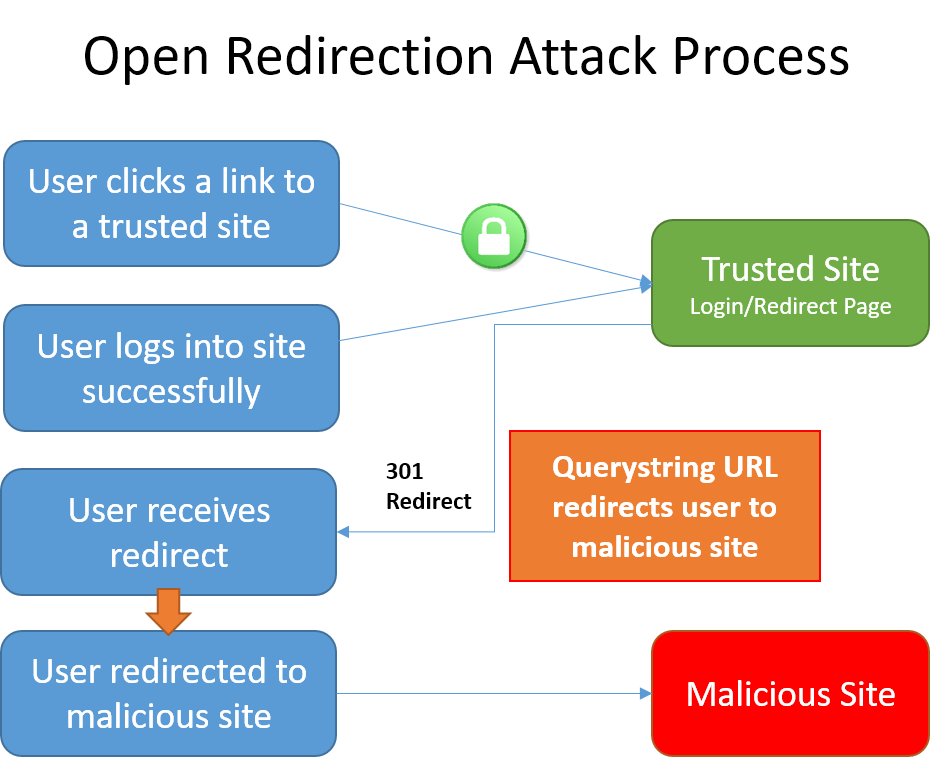 Open Redirection Attack Process
User clicks a link to
a trusted site
Trusted Site
Login/Redirect Page
User logs into site
successfully
301
Redirect
Querystring URL
redirects user to
malicious site
User receives
redirect
User redirected to
malicious site
Malicious Site